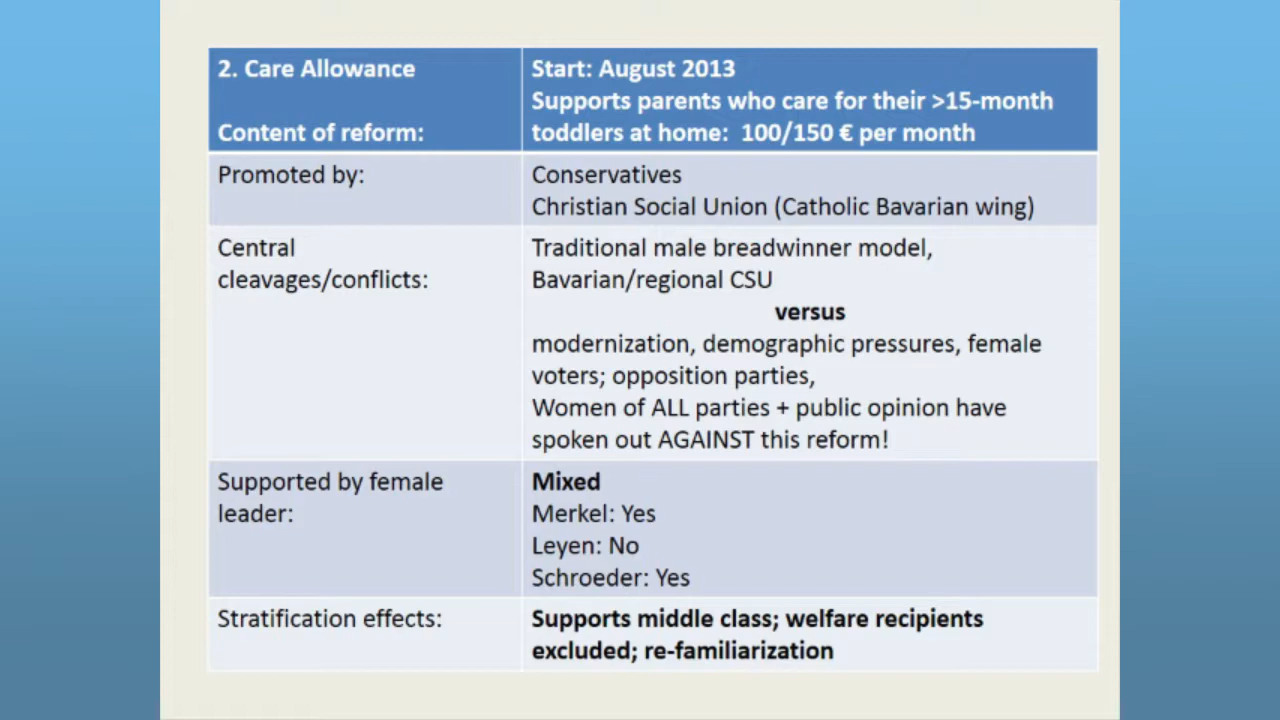 2. Care Allowance
Content of reform:
Start: August 2013
Supports parents who care for their >15-month
toddlers at home:  100/150 € per month
Promoted by:
Conservatives
Christian Social Union (Catholic Bavarian wing)
Central
cleavages/conflicts:
Traditional male breadwinner model,
Bavarian/regional CSU
versus
modernization, demographic pressures, female
voters; opposition parties,
Women of ALL parties + public opinion have
spoken out AGAINST this reform!
Supported by female
leader:
Mixed
Merkel: Yes
Leyen: No
Schroeder: Yes
Stratification effects:
Supports middle class; welfare recipients
excluded; re-familiarization